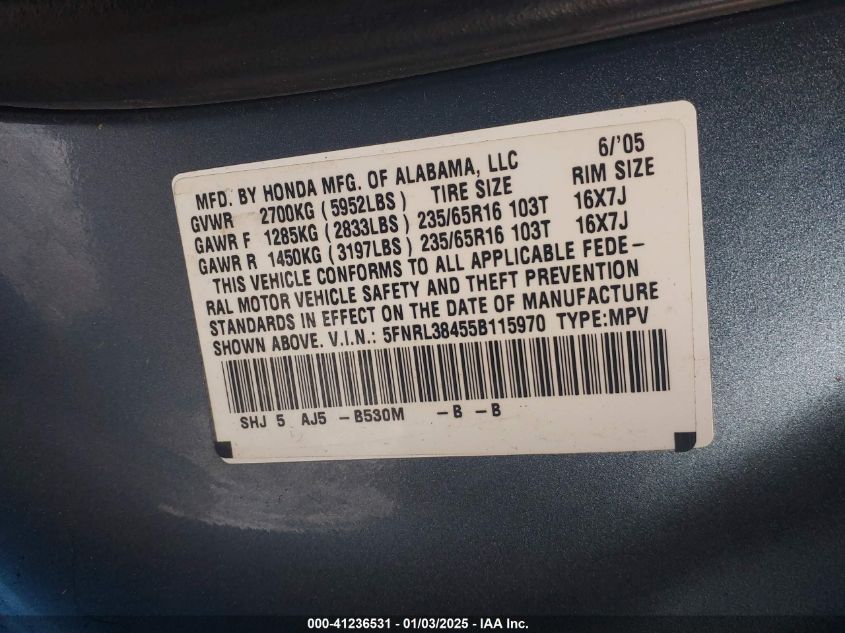 MFD. BY HONDA MFG. OF ALABAMA, LLC 6/'05
GVWR 2700KG (5952LBS) TIRE SIZE RIM SIZE
GAWR F 1285KG (2833LBS) 235/65R16 103T 16X7J
GAWR R 1450KG (3197LBS) 235/65R16 103T 16X7J
THIS VEHICLE CONFORMS TO ALL APPLICABLE FEDE-
RAL MOTOR VEHICLE SAFETY AND THEFT PREVENTION
STANDARDS IN EFFECT ON THE DATE OF MANUFACTURE
SHOWN ABOVE. V.I.N.: 5FNRL38455B115970 TYPE:MPV
SHJ 5 AJ5 -B530M -B -B
000-41236531 - 01/03/2025 - IAA Inc.